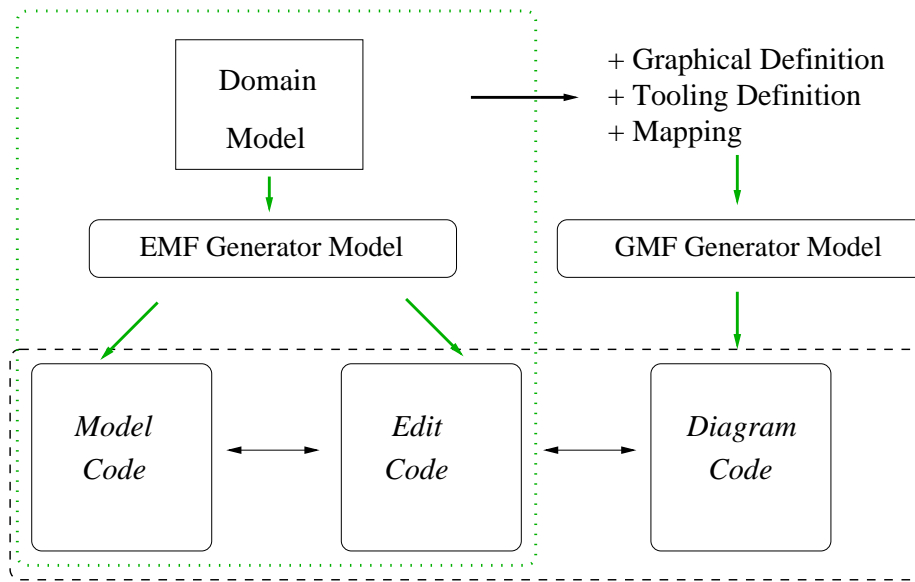 Domain
Model
+ Graphical Definition
+ Tooling Definition
+ Mapping
EMF Generator Model
GMF Generator Model
Model
Code
Edit
Code
Diagram
Code